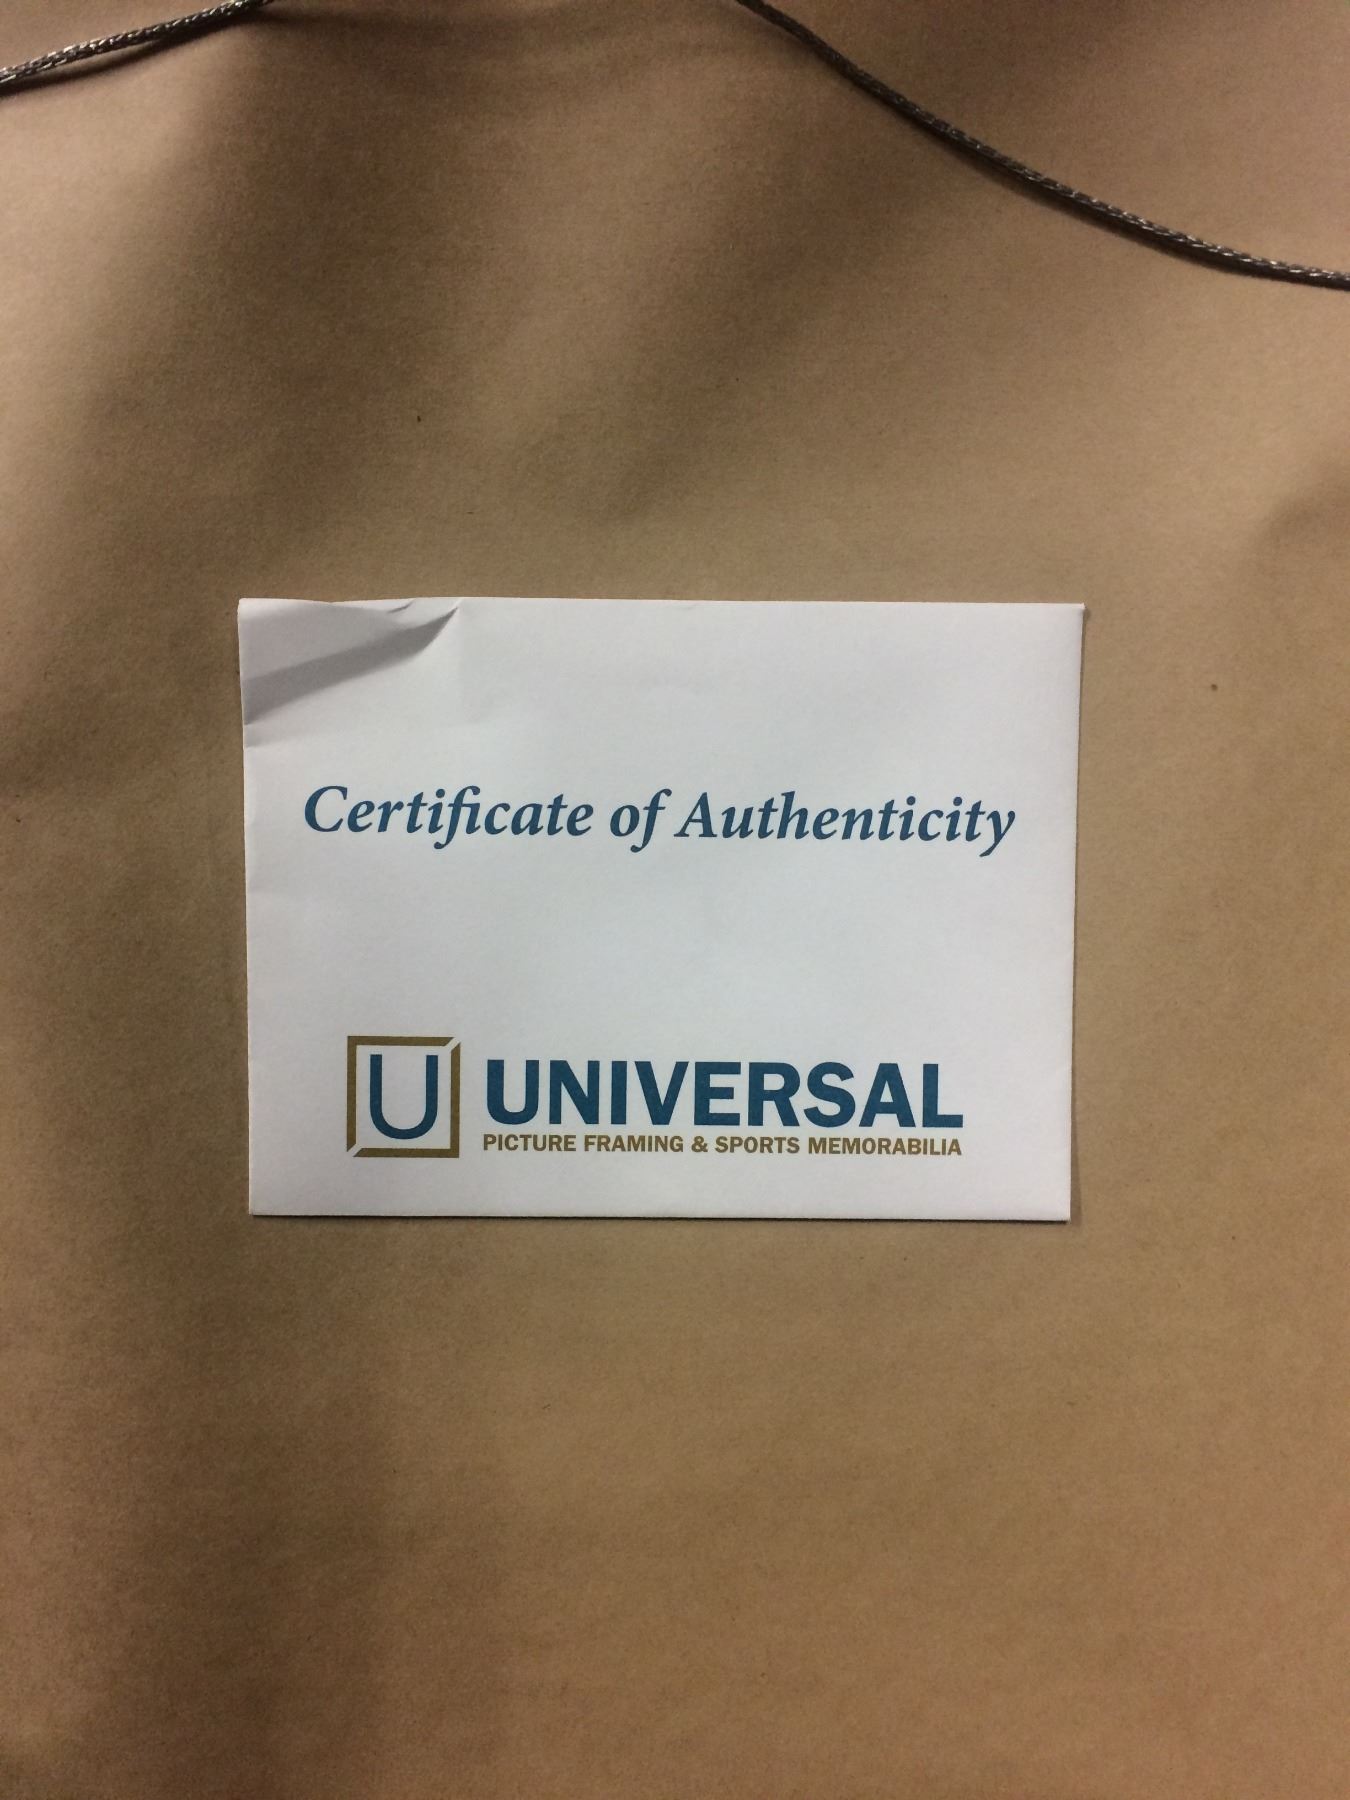 Certificate of Authenticity
U
UNIVERSAL
PICTURE FRAMING & SPORTS MEMORABILIA